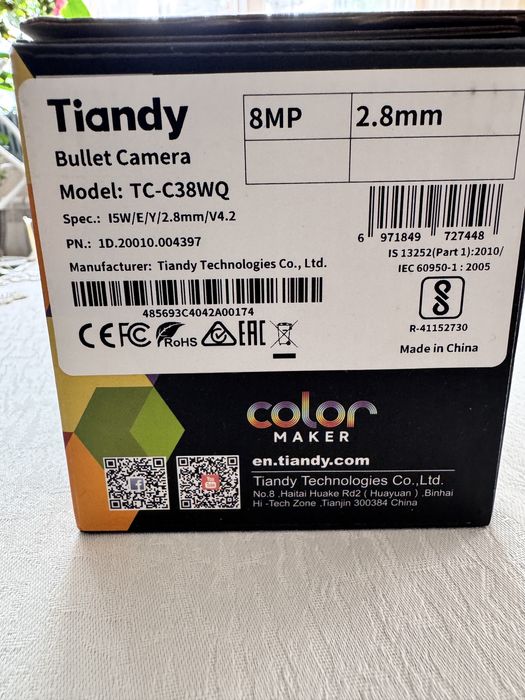 Tiandy
8MP
2.8mm
Bullet Camera
Model: TC-C38WQ
Spec.: I5W/E/Y/2.8mm/V4.2
PN.: 1D.20010.004397
Manufacturer: Tiandy Technologies Co., Ltd.
485693C4042A00174
CE FC RoHS EAC
6 971849 727448
IS 13252(Part 1):2010/
IEC 60950-1 : 2005
R-41152730
Made in China
color
MAKER
en.tiandy.com
Tiandy Technologies Co.,Ltd.
No.8 ,Haitai Huake Rd2 ( Huayuan ) ,Binhai
Hi -Tech Zone ,Tianjin 300384 China
f
You
Tube